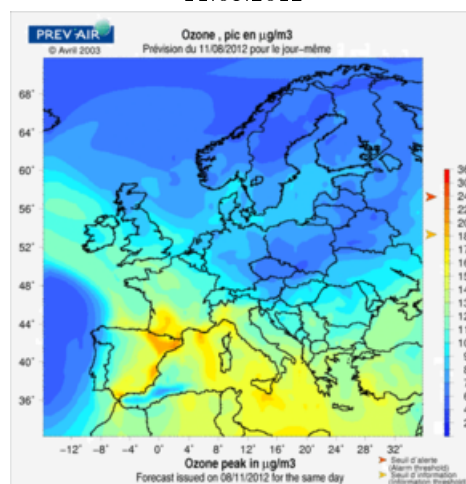 PREV'AIR
© Avril 2003
Ozone , pic en µg/m3
Prévision du 11/08/2012 pour le jour−même
68˚
64˚
60˚
56˚
52˚
48˚
44˚
40˚
36˚
−12˚ −8˚ −4˚ 0˚ 4˚ 8˚ 12˚ 16˚ 20˚ 24˚ 28˚ 32˚
Ozone peak in µg/m3
Forecast issued on 08/11/2012 for the same day
Seuil d´alerte
(Alarm threshold)
Seuil d´information
(Information threshold)